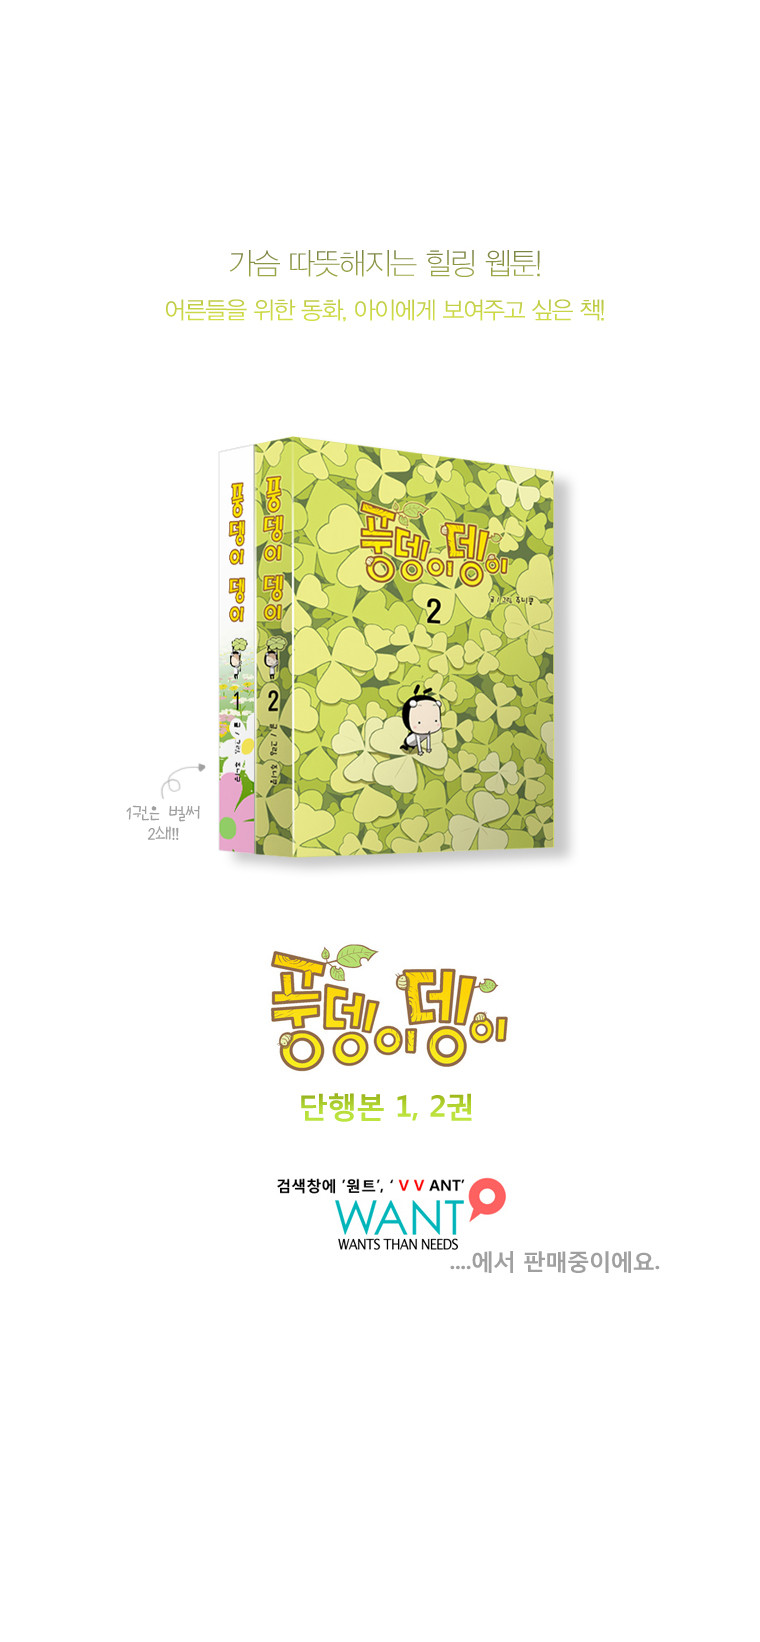 가슴 따뜻해지는 힐링 웹툰!
어른들을 위한 동화, 아이에게 보여주고 싶은 책!
풍뎅이 뎅이
1
풍뎅이 뎅이
2
풍뎅이뎅이
2
글 / 그림
1권은 벌써
2쇄!!
풍뎅이뎅이
단행본 1, 2권
검색창에 '원트', ' V V ANT'
WANT
WANTS THAN NEEDS
....에서 판매중이에요.